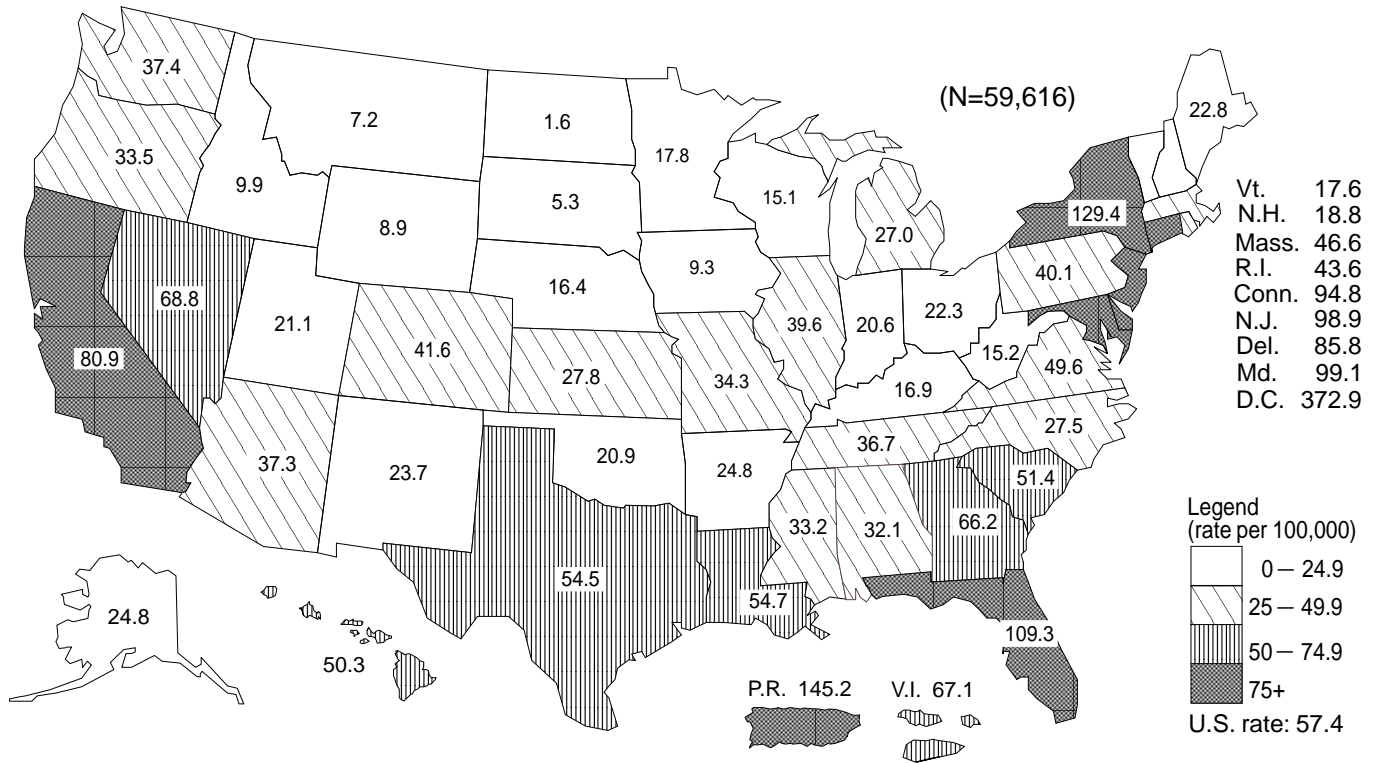 37.4
33.5
9.9
7.2
1.6
17.8
(N=59,616)
22.8
8.9
5.3
15.1
27.0
129.4
Vt. 17.6
N.H. 18.8
Mass. 46.6
R.I. 43.6
Conn. 94.8
N.J. 98.9
Del. 85.8
Md. 99.1
D.C. 372.9
68.8
80.9
21.1
41.6
16.4
9.3
27.8
34.3
39.6
20.6
22.3
40.1
15.2
49.6
16.9
27.5
36.7
37.3
23.7
20.9
24.8
51.4
66.2
33.2
32.1
54.5
54.7
109.3
24.8
50.3
P.R. 145.2
V.I. 67.1
Legend
(rate per 100,000)
0 — 24.9
25 — 49.9
50 — 74.9
75+
U.S. rate: 57.4